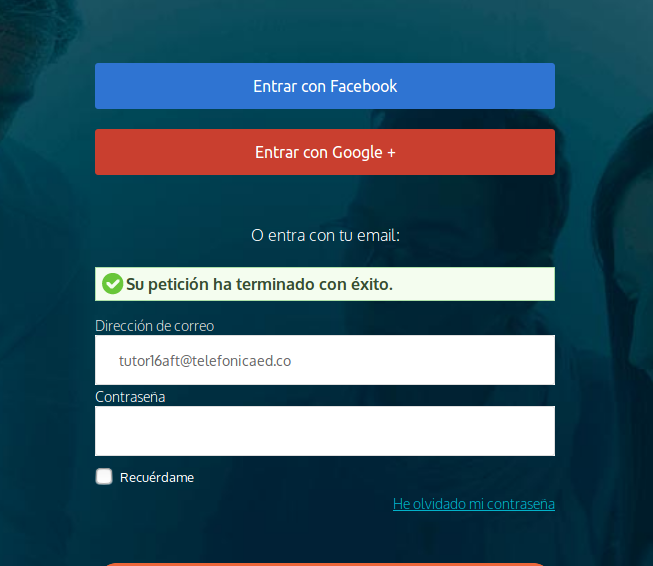 Entrar con Facebook
Entrar con Google +
O entra con tu email:
Su petición ha terminado con éxito.
Dirección de correo
tutor16aft@telefonicaed.co
Contraseña
Recuérdame
He olvidado mi contraseña